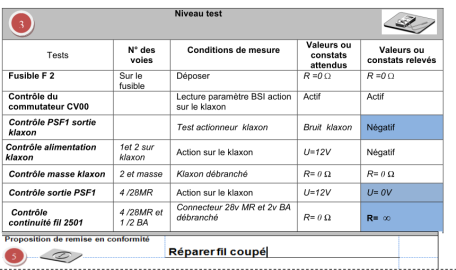 Niveau test
3
Tests
N° des voies
Conditions de mesure
Valeurs ou constats attendus
Valeurs ou constats relevés
Fusible F 2
Sur le fusible
Déposer
R =0 Ω
R =0 Ω
Contrôle du commutateur CV00
Lecture paramètre BSI action sur le klaxon
Actif
Actif
Contrôle PSF1 sortie klaxon
Test actionneur klaxon
Bruit klaxon
Négatif
Contrôle alimentation klaxon
1et 2 sur klaxon
Action sur le klaxon
U=12V
Négatif
Contrôle masse klaxon
2 et masse
Klaxon débranché
R= 0 Ω
R= 0 Ω
Contrôle sortie PSF1
4 /28MR
Action sur le klaxon
U=12V
U= 0V
Contrôle continuité fil 2501
4 /28MR et 1 /2 BA
Connecteur 28v MR et 2v BA débranché
R= 0 Ω
R= ∞
Proposition de remise en conformité
5
Réparer fil coupé